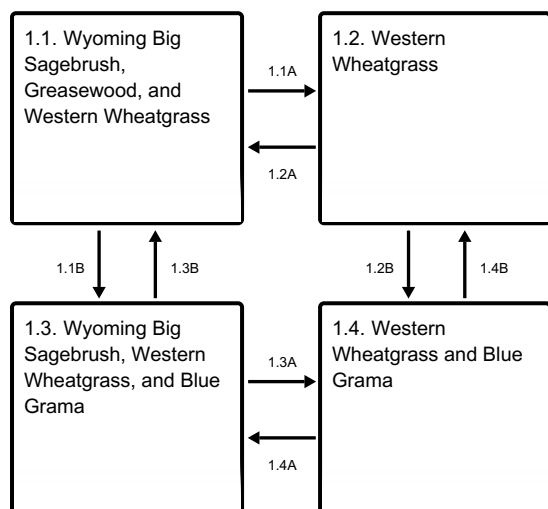 1.1. Wyoming Big
Sagebrush,
Greasewood, and
Western Wheatgrass
1.1A
1.2A
1.2. Western
Wheatgrass
1.1B
1.3B
1.2B
1.4B
1.3. Wyoming Big
Sagebrush, Western
Wheatgrass, and Blue
Grama
1.3A
1.4A
1.4. Western
Wheatgrass and Blue
Grama